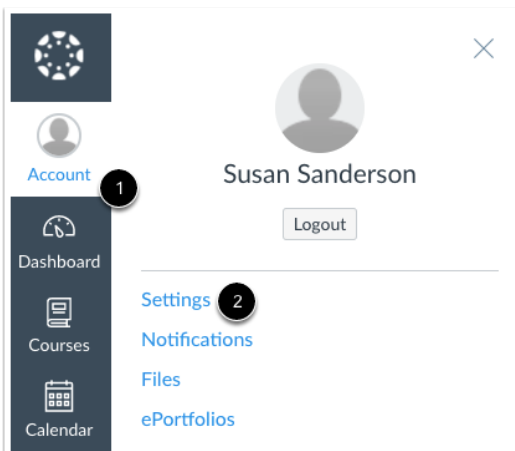 Account
1
Dashboard
Courses
Calendar
Susan Sanderson
Logout
Settings 2
Notifications
Files
ePortfolios